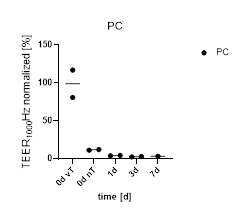 PC
150
100
50
0
TEER1000Hz normalized [%]
PC
0d vT
0d nT
1d
3d
7d
time [d]